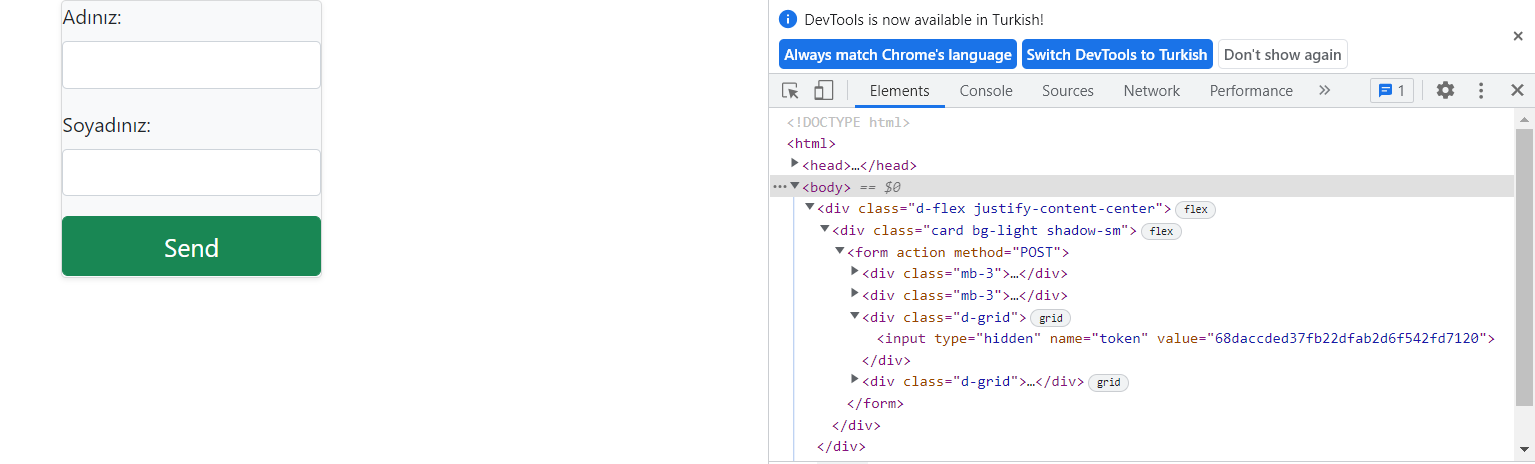 Adınız:
Soyadınız:
Send
DevTools is now available in Turkish!
Always match Chrome's language Switch DevTools to Turkish Don't show again
Elements Console Sources Network Performance 1
<!DOCTYPE html>
<html>
<head>…</head>
<body> == $0
<div class="d-flex justify-content-center"> flex
<div class="card bg-light shadow-sm"> flex
<form action method="POST">
<div class="mb-3">…</div>
<div class="mb-3">…</div>
<div class="d-grid"> grid
<input type="hidden" name="token" value="68daccded37fb22dfab2d6f542fd7120">
</div>
<div class="d-grid">…</div> grid
</form>
</div>
</div>